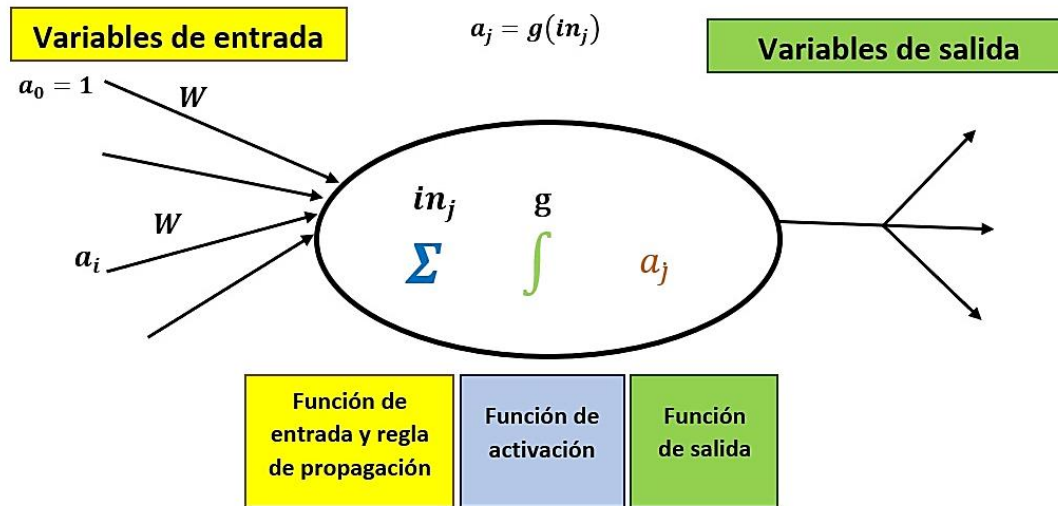 Variables de entrada
a_j = g(in_j)
Variables de salida
a_0 = 1
W
W
a_i
in_j
g
Σ
∫
a_j
Función de
entrada y regla
de propagación
Función de
activación
Función
de salida